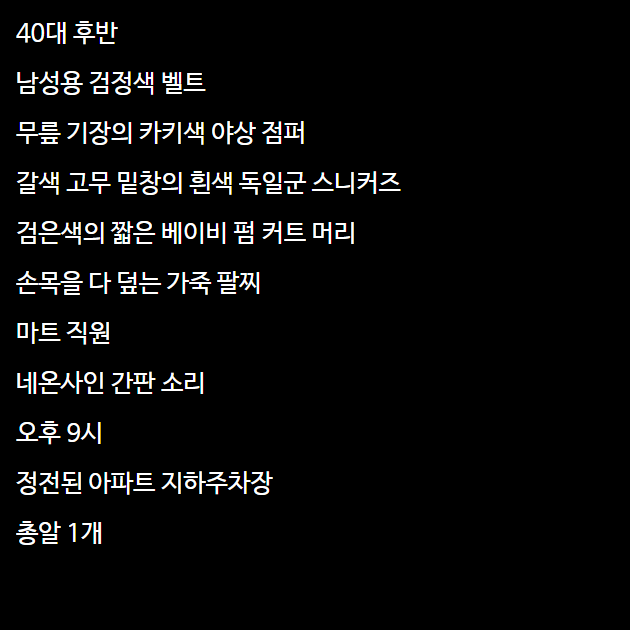 40대 후반
남성용 검정색 벨트
무릎 기장의 카키색 야상 점퍼
갈색 고무 밑창의 흰색 독일군 스니커즈
검은색의 짧은 베이비 펌 커트 머리
손목을 다 덮는 가죽 팔찌
마트 직원
네온사인 간판 소리
오후 9시
정전된 아파트 지하주차장
총알 1개